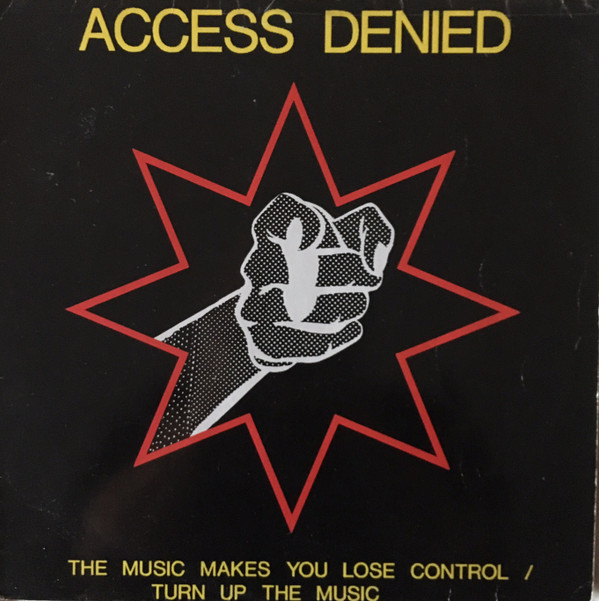 ACCESS DENIED
THE MUSIC MAKES YOU LOSE CONTROL /
TURN UP THE MUSIC